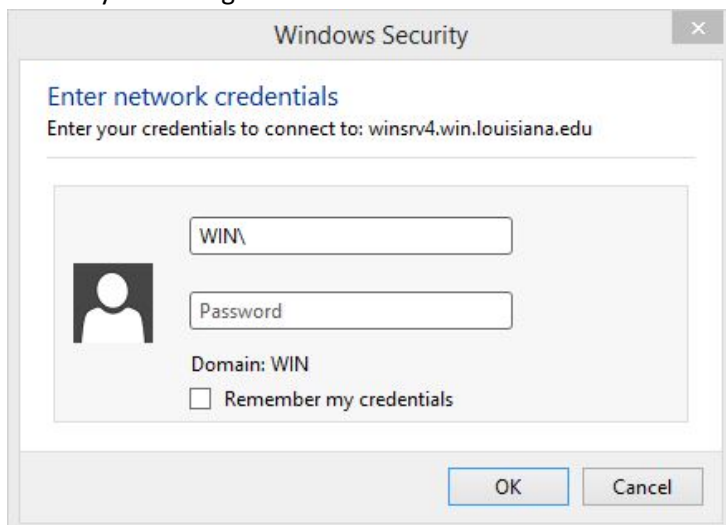 Windows Security
Enter network credentials
Enter your credentials to connect to: winsrv4.win.louisiana.edu
WIN\
Password
Domain: WIN
Remember my credentials
OK Cancel